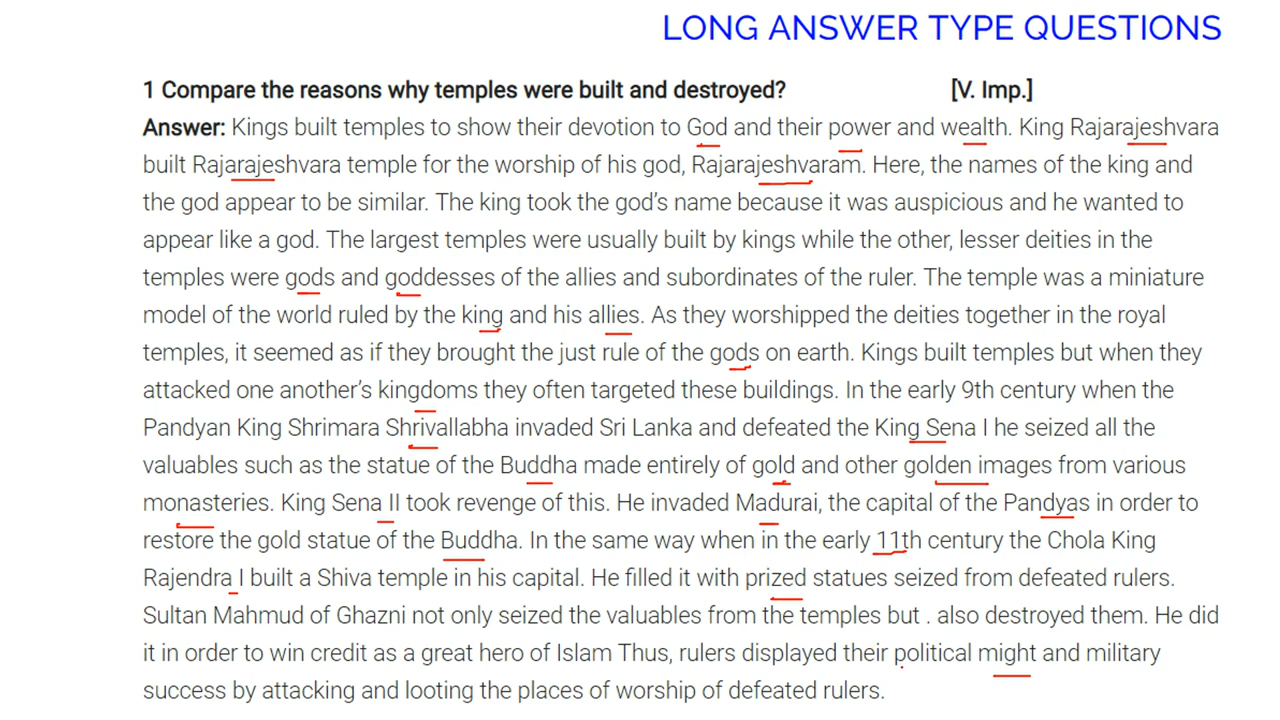 LONG ANSWER TYPE QUESTIONS
1 Compare the reasons why temples were built and destroyed? [V. Imp.]
Answer: Kings built temples to show their devotion to God and their power and wealth. King Rajarajeshvara
built Rajarajeshvara temple for the worship of his god, Rajarajeshvaram. Here, the names of the king and
the god appear to be similar. The king took the god's name because it was auspicious and he wanted to
appear like a god. The largest temples were usually built by kings while the other, lesser deities in the
temples were gods and goddesses of the allies and subordinates of the ruler. The temple was a miniature
model of the world ruled by the king and his allies. As they worshipped the deities together in the royal
temples, it seemed as if they brought the just rule of the gods on earth. Kings built temples but when they
attacked one another's kingdoms they often targeted these buildings. In the early 9th century when the
Pandyan King Shrimara Shrivallabha invaded Sri Lanka and defeated the King Sena I he seized all the
valuables such as the statue of the Buddha made entirely of gold and other golden images from various
monasteries. King Sena II took revenge of this. He invaded Madurai, the capital of the Pandyas in order to
restore the gold statue of the Buddha. In the same way when in the early 11th century the Chola King
Rajendra I built a Shiva temple in his capital. He filled it with prized statues seized from defeated rulers.
Sultan Mahmud of Ghazni not only seized the valuables from the temples but . also destroyed them. He did
it in order to win credit as a great hero of Islam Thus, rulers displayed their political might and military
success by attacking and looting the places of worship of defeated rulers.